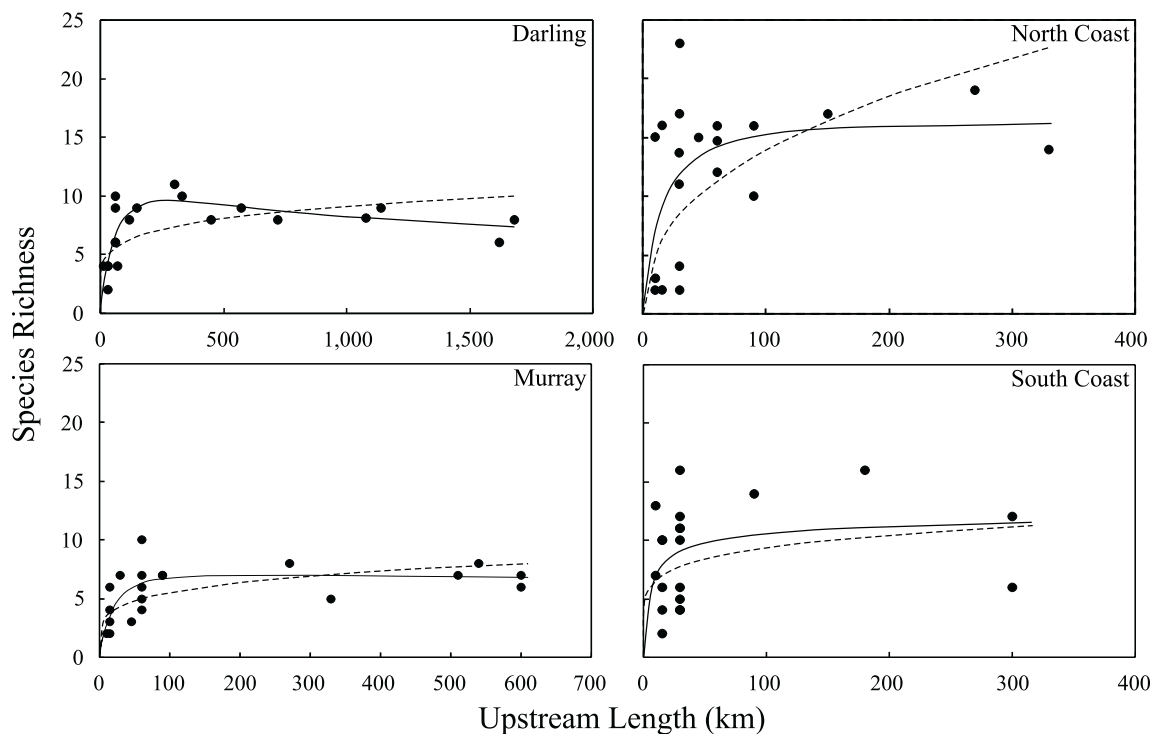 Species Richness
Darling
25
20
15
10
5
0
0 500 1,000 1,500 2,000
North Coast
0 100 200 300 400
Murray
25
20
15
10
5
0
0 100 200 300 400 500 600 700
South Coast
0 100 200 300 400
Upstream Length (km)